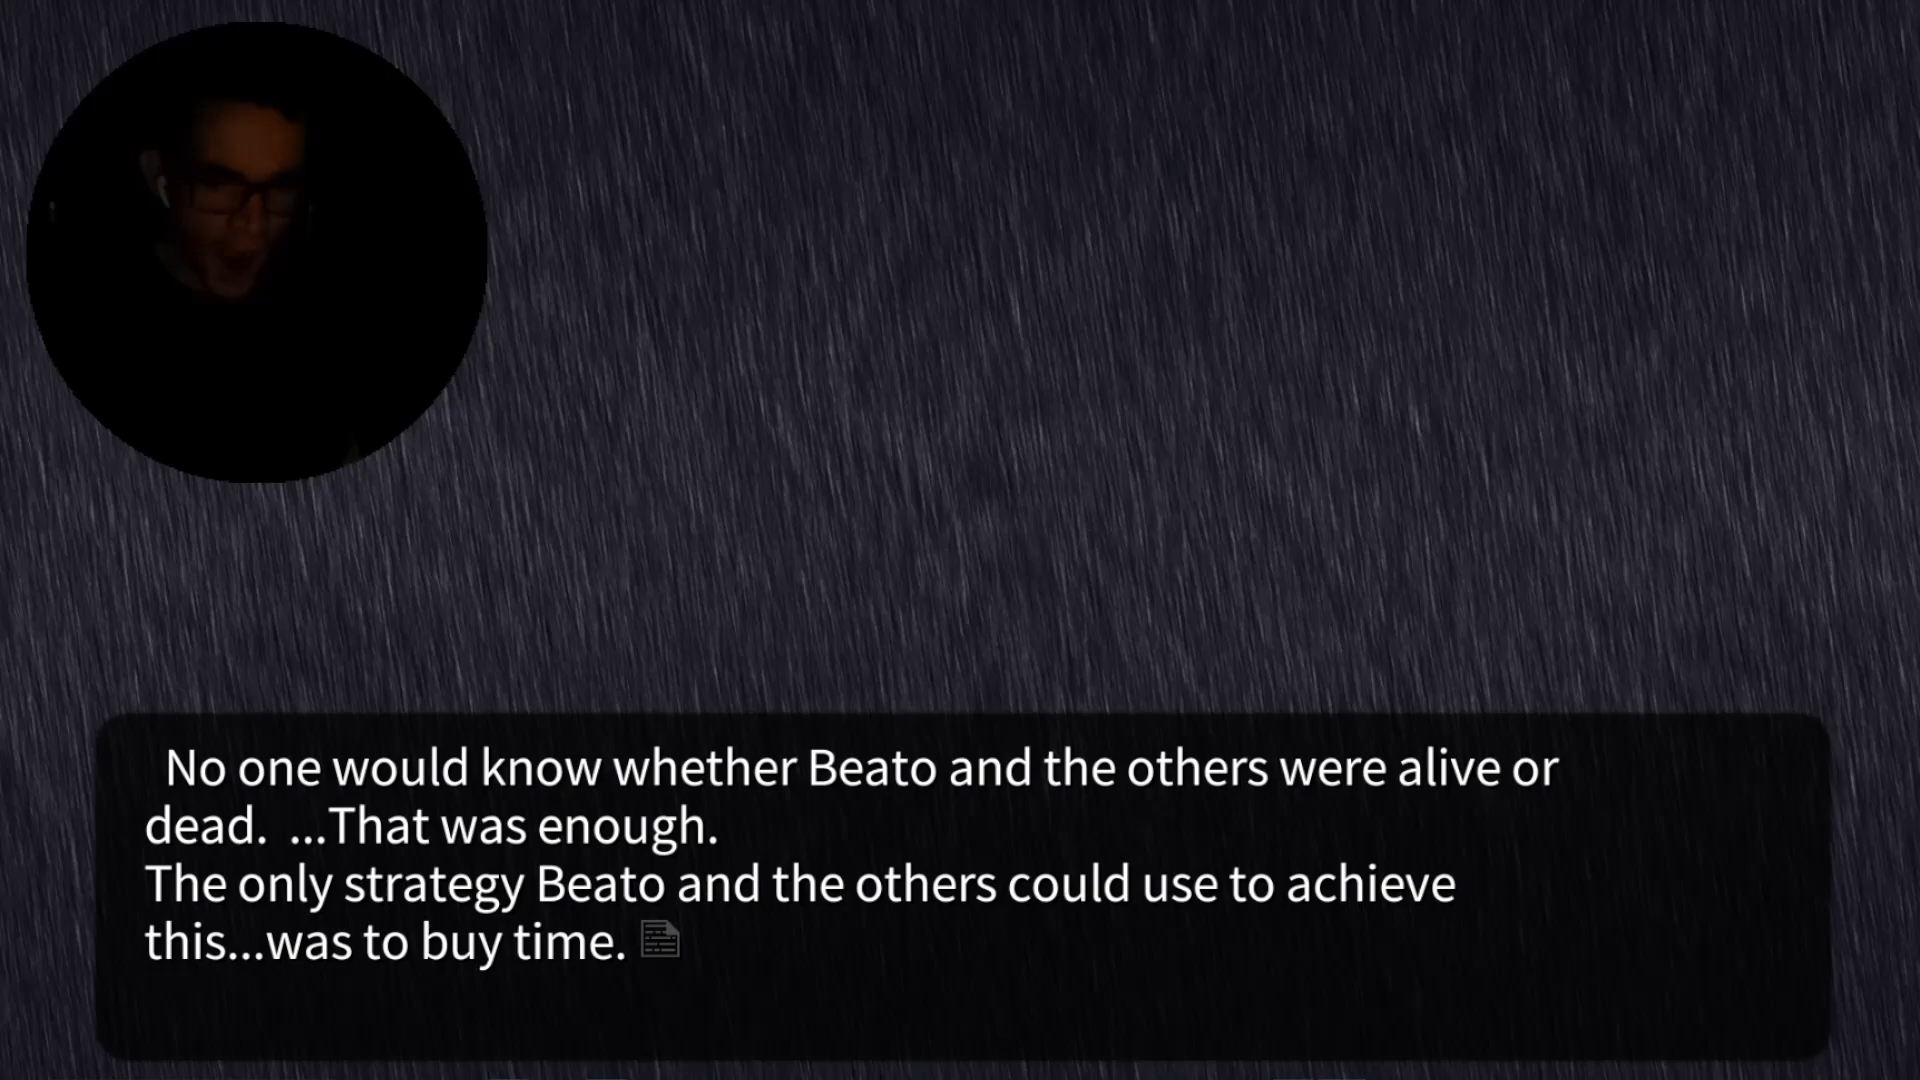 No one would know whether Beato and the others were alive or
dead.  ...That was enough.
The only strategy Beato and the others could use to achieve
this...was to buy time.